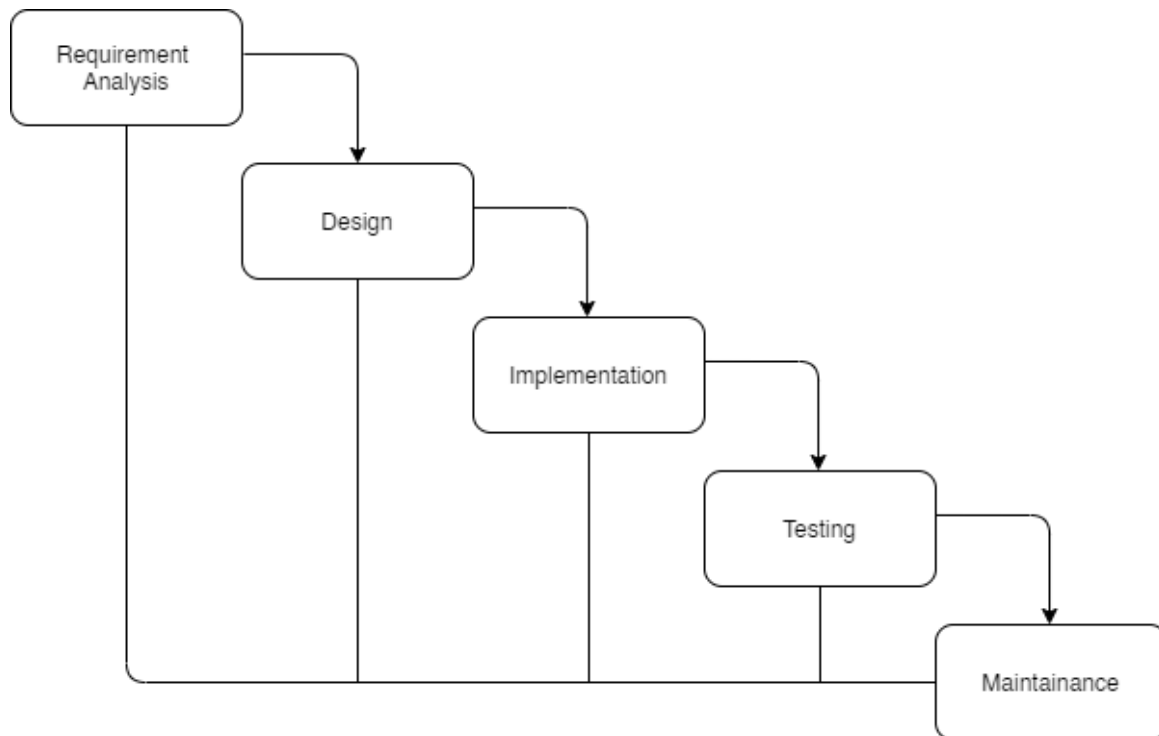 Requirement
Analysis
Design
Implementation
Testing
Maintainance